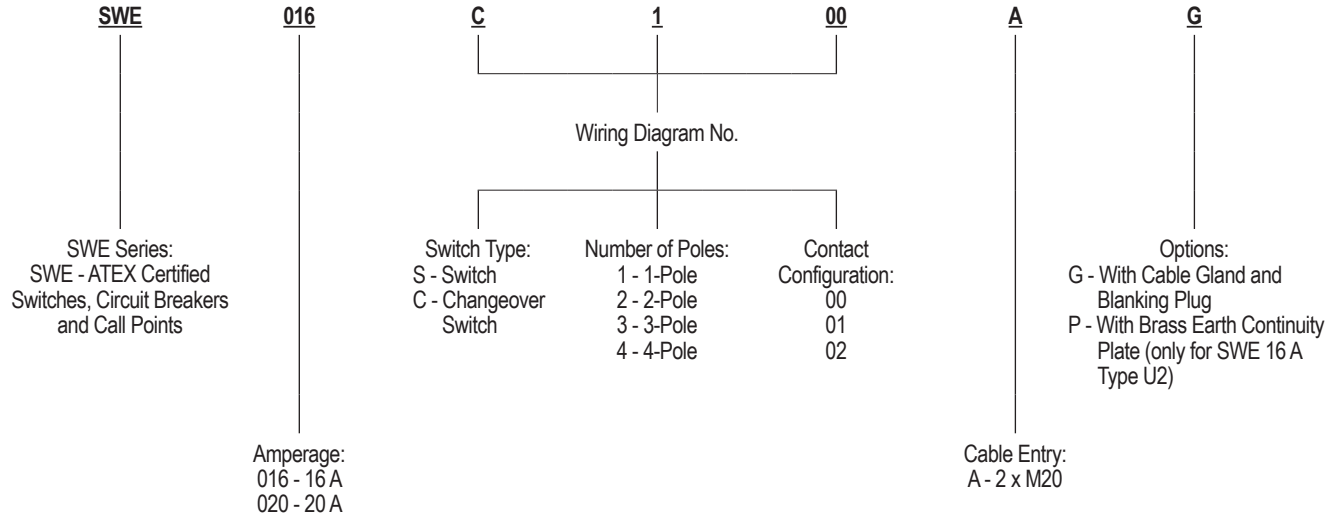 SWE 016 C 1 00 A G
Wiring Diagram No.
SWE Series:
SWE - ATEX Certified
Switches, Circuit Breakers
and Call Points
Switch Type:
S - Switch
C - Changeover
Switch
Number of Poles:
1 - 1-Pole
2 - 2-Pole
3 - 3-Pole
4 - 4-Pole
Contact
Configuration:
00
01
02
Options:
G - With Cable Gland and
Blanking Plug
P - With Brass Earth Continuity
Plate (only for SWE 16 A
Type U2)
Amperage:
016 - 16 A
020 - 20 A
Cable Entry:
A - 2 x M20